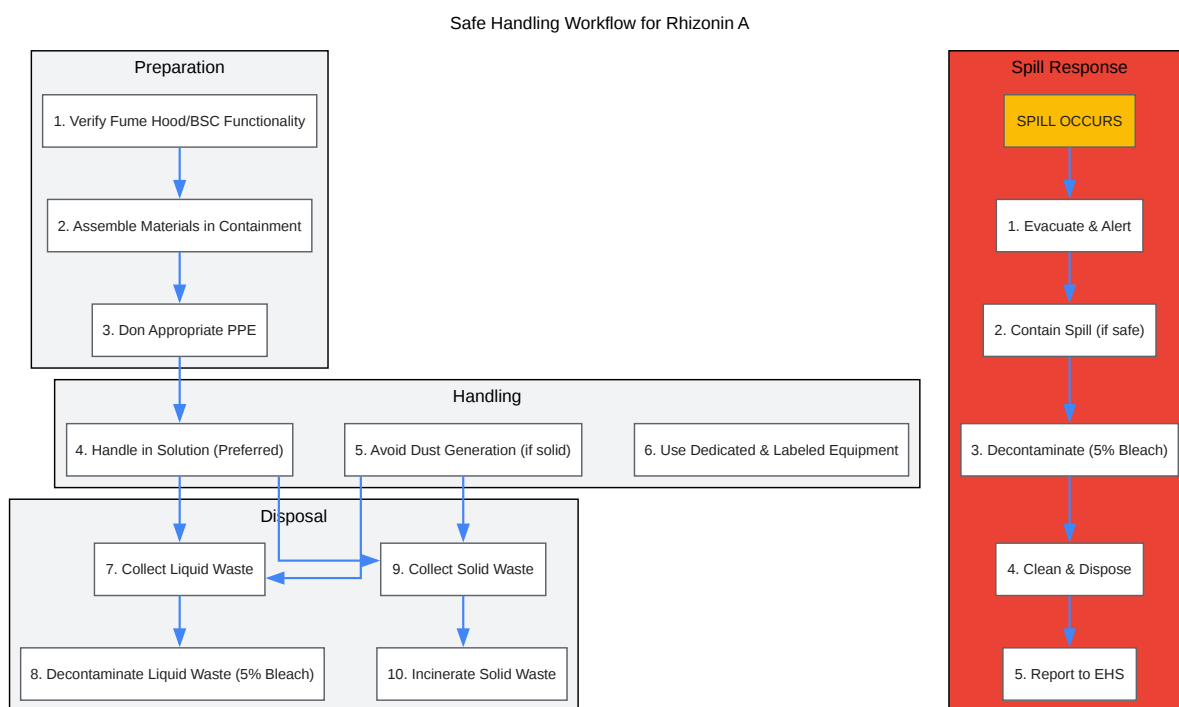 Safe Handling Workflow for Rhizonin A
Preparation
1. Verify Fume Hood/BSC Functionality
2. Assemble Materials in Containment
3. Don Appropriate PPE
Handling
4. Handle in Solution (Preferred)
5. Avoid Dust Generation (if solid)
6. Use Dedicated & Labeled Equipment
Disposal
7. Collect Liquid Waste
9. Collect Solid Waste
8. Decontaminate Liquid Waste (5% Bleach)
10. Incinerate Solid Waste
Spill Response
SPILL OCCURS
1. Evacuate & Alert
2. Contain Spill (if safe)
3. Decontaminate (5% Bleach)
4. Clean & Dispose
5. Report to EHS